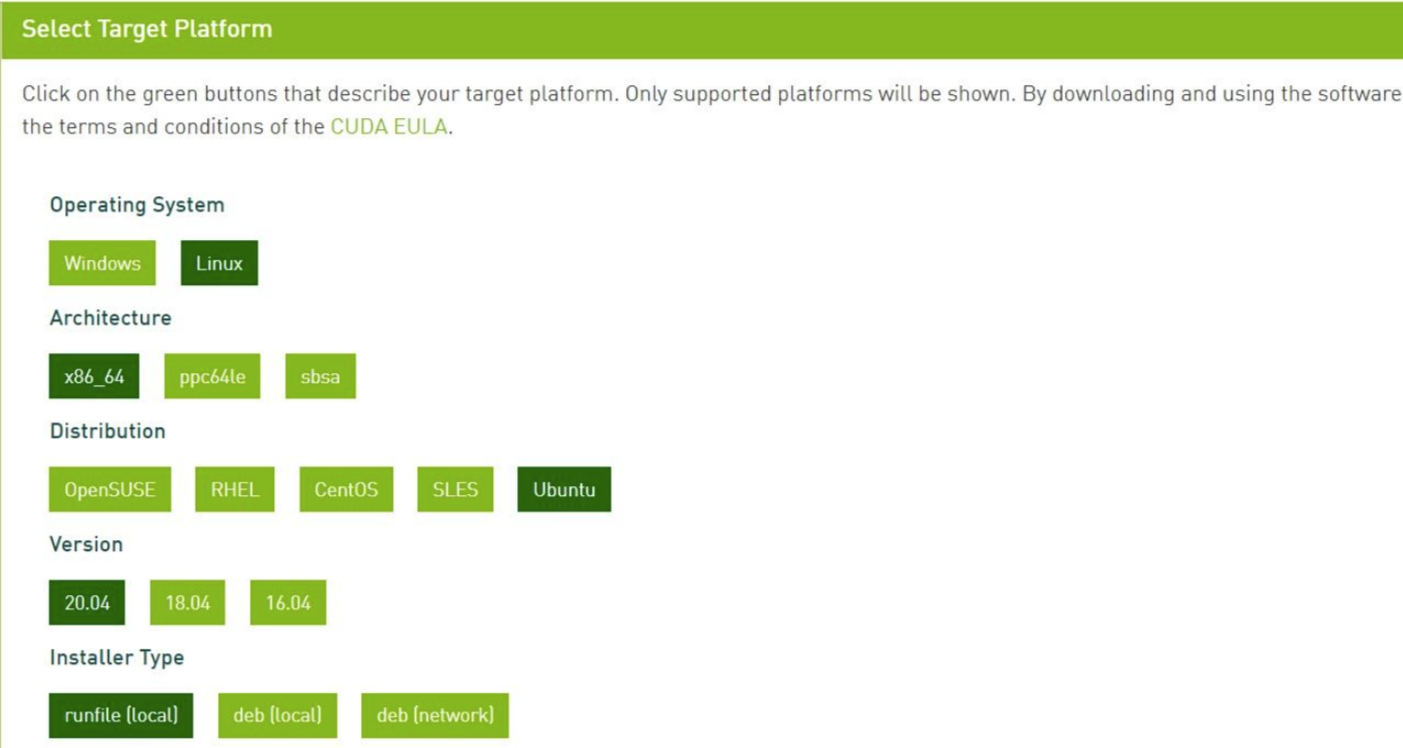 Select Target Platform
Click on the green buttons that describe your target platform. Only supported platforms will be shown. By downloading and using the software
the terms and conditions of the CUDA EULA.
Operating System
Windows Linux
Architecture
x86_64 ppc64le sbsa
Distribution
OpenSUSE RHEL CentOS SLES Ubuntu
Version
20.04 18.04 16.04
Installer Type
runfile (local) deb (local) deb (network)